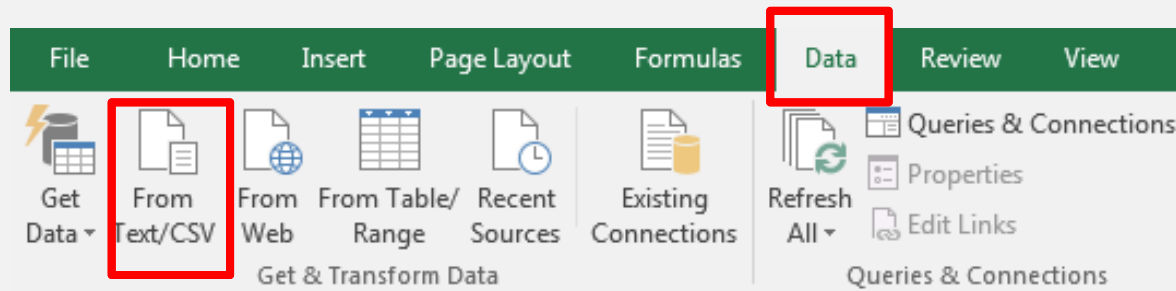 File Home Insert Page Layout Formulas Data Review View
Get Data From Text/CSV From Web From Table/ Range Recent Sources Existing Connections Refresh All Queries & Connections
Properties
Edit Links
Get & Transform Data Queries & Connections